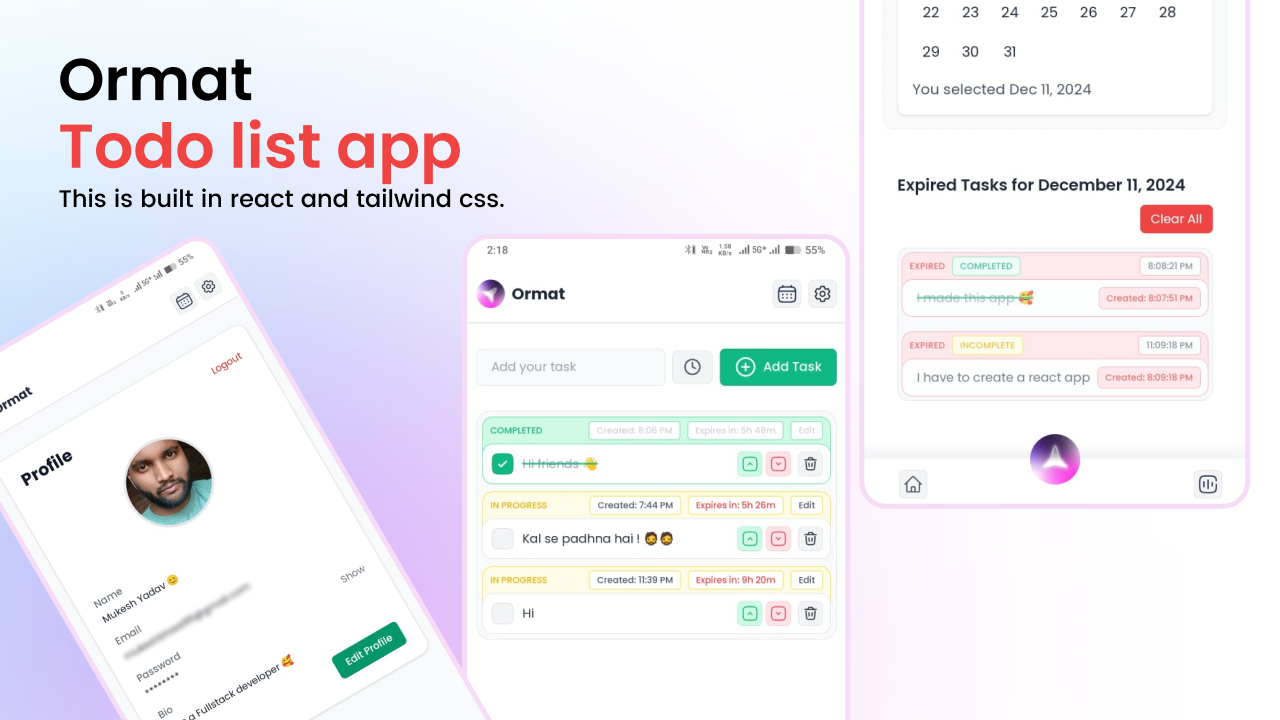 Ormat
Todo list app
This is built in react and tailwind css.
55%
Ormat
Logout
Profile
Name
Mukesh Yadav 😊
Email
Show
Password
********
Bio
a Fullstack developer 🥰
Edit Profile
2:18
1.58 KB/s 5G+ 55%
Ormat
Add your task
Add Task
COMPLETED Created: 8:06 PM Expires in: 5h 46m Edit
Hi friends 👋
IN PROGRESS Created: 7:44 PM Expires in: 5h 26m Edit
Kal se padhna hai ! 🧔🧔
IN PROGRESS Created: 11:39 PM Expires in: 9h 20m Edit
Hi
22 23 24 25 26 27 28
29 30 31
You selected Dec 11, 2024
Expired Tasks for December 11, 2024
Clear All
EXPIRED COMPLETED 8:08:21 PM
I made this app 🥰 Created: 8:07:51 PM
EXPIRED INCOMPLETE 11:09:18 PM
I have to create a react app Created: 8:09:18 PM